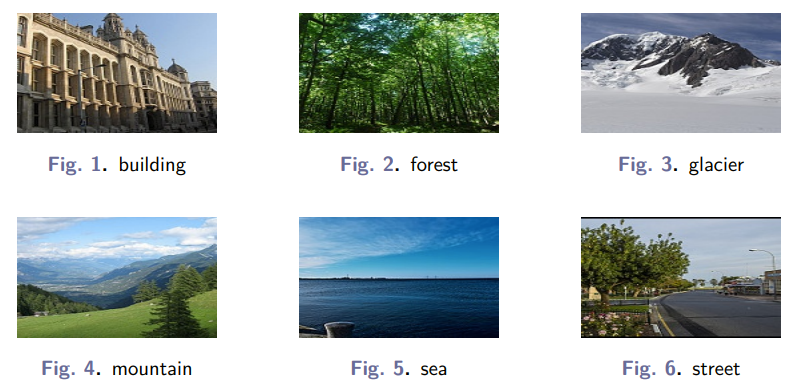 Fig. 1. building
Fig. 2. forest
Fig. 3. glacier
Fig. 4. mountain
Fig. 5. sea
Fig. 6. street